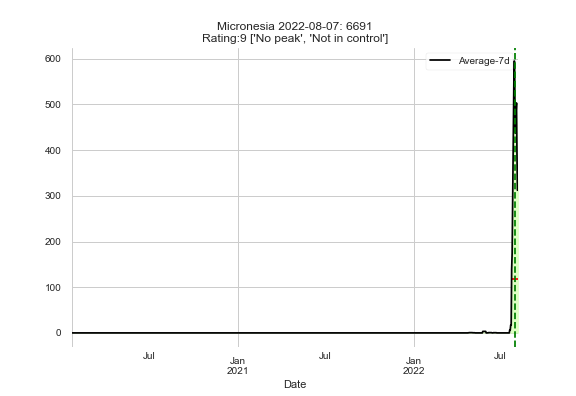 Micronesia 2022-08-07: 6691
Rating:9 ['No peak', 'Not in control']
Average-7d
600
500
400
300
200
100
0
Jul
Jan
2021
Jul
Jan
2022
Jul
Date